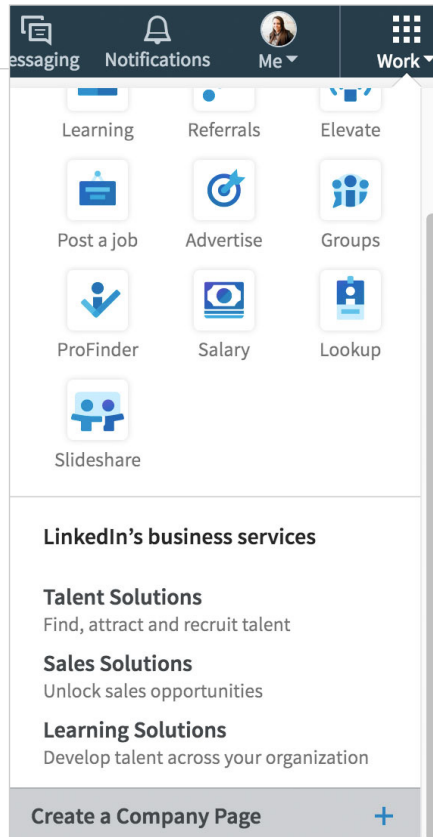 essaging Notifications Me Work
Learning Referrals Elevate
Post a job Advertise Groups
ProFinder Salary Lookup
Slideshare
LinkedIn's business services
Talent Solutions
Find, attract and recruit talent
Sales Solutions
Unlock sales opportunities
Learning Solutions
Develop talent across your organization
Create a Company Page +